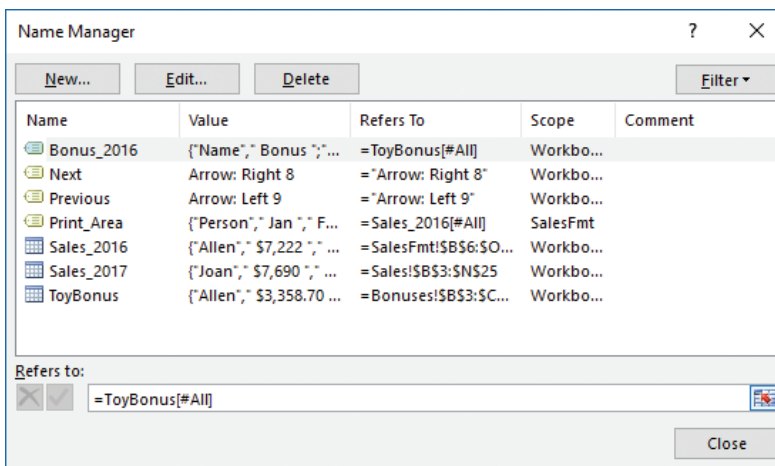 Name Manager ? X
New... Edit... Delete Filter
Name Value Refers To Scope Comment
Bonus_2016 {"Name"," Bonus ";"... =ToyBonus[#All] Workbo...
Next Arrow: Right 8 ="Arrow: Right 8" Workbo...
Previous Arrow: Left 9 ="Arrow: Left 9" Workbo...
Print_Area {"Person"," Jan "," F... =Sales_2016[#All] SalesFmt
Sales_2016 {"Allen"," $7,222 "," ... =SalesFmt!$B$6:$O... Workbo...
Sales_2017 {"Joan"," $7,690 "," ... =Sales!$B$3:$N$25 Workbo...
ToyBonus {"Allen"," $3,358.70 ... =Bonuses!$B$3:$C... Workbo...
Refers to:
=ToyBonus[#All]
Close